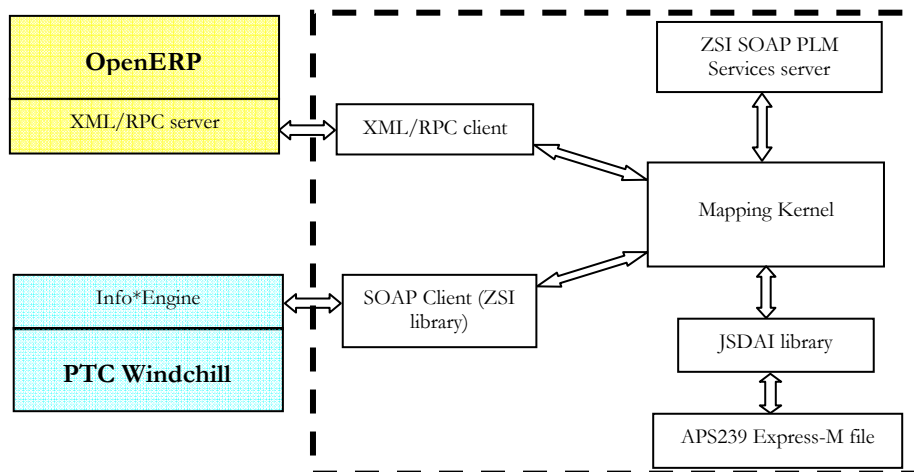 OpenERP
XML/RPC server
XML/RPC client
ZSI SOAP PLM
Services server
Mapping Kernel
Info*Engine
PTC Windchill
SOAP Client (ZSI
library)
JSDAI library
APS239 Express-M file